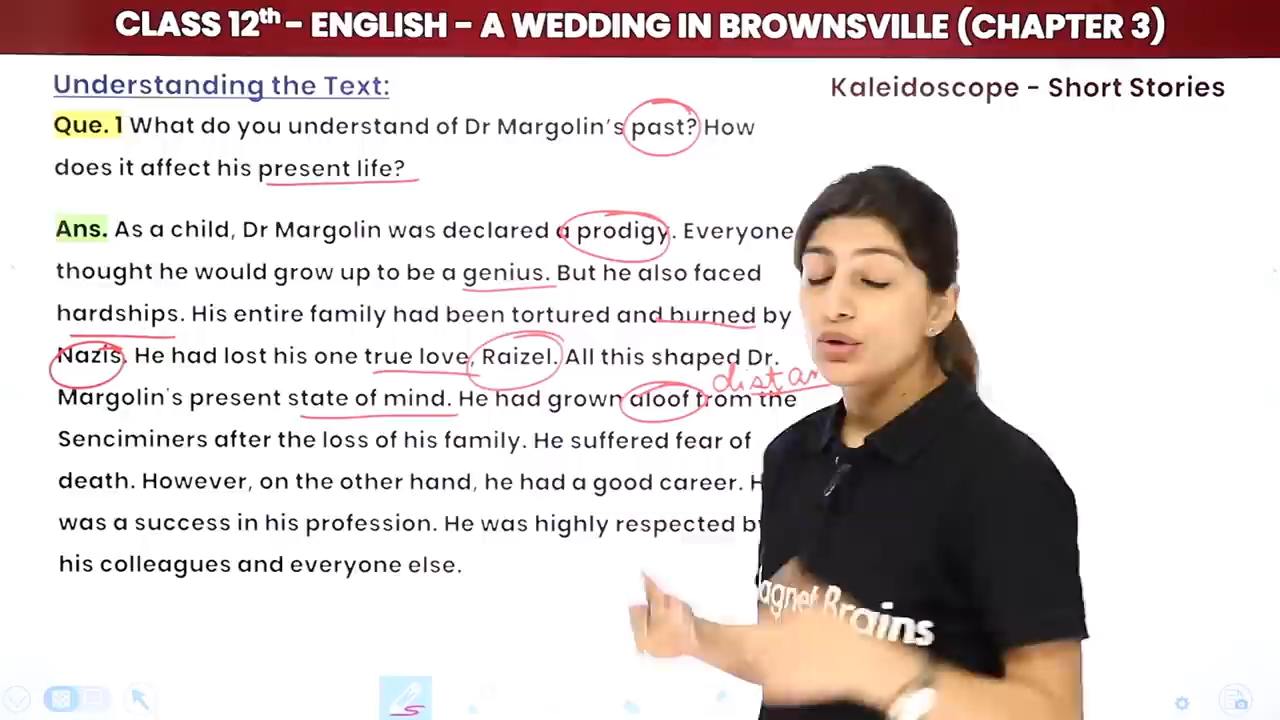 CLASS 12th – ENGLISH – A WEDDING IN BROWNSVILLE (CHAPTER 3)
Understanding the Text:
Kaleidoscope - Short Stories
Que. 1 What do you understand of Dr Margolin's past? How
does it affect his present life?
Ans. As a child, Dr Margolin was declared a prodigy. Everyone
thought he would grow up to be a genius. But he also faced
hardships. His entire family had been tortured and burned by
Nazis. He had lost his one true love, Raizel. All this shaped Dr.
Margolin's present state of mind. He had grown aloof from the
Senciminers after the loss of his family. He suffered fear of
death. However, on the other hand, he had a good career.
was a success in his profession. He was highly respected
his colleagues and everyone else.
Brains